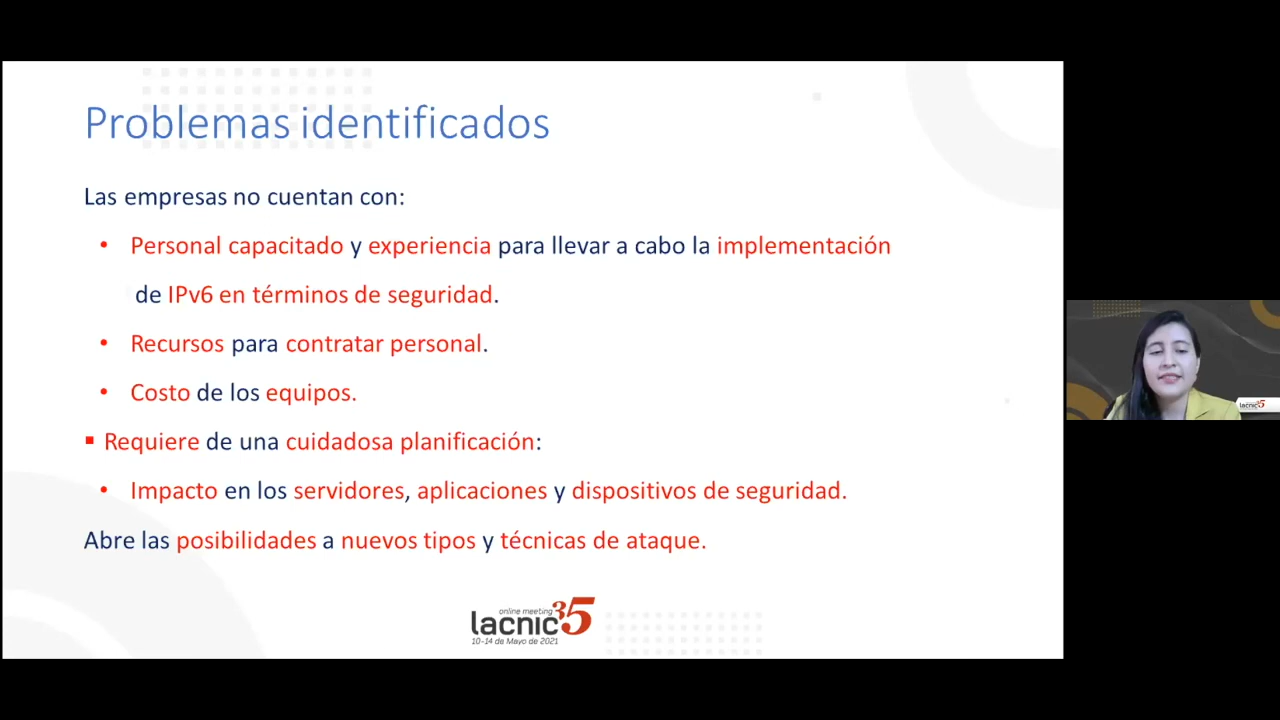 Problemas identificados
Las empresas no cuentan con:
• Personal capacitado y experiencia para llevar a cabo la implementación
de IPv6 en términos de seguridad.
• Recursos para contratar personal.
• Costo de los equipos.
▪ Requiere de una cuidadosa planificación:
• Impacto en los servidores, aplicaciones y dispositivos de seguridad.
Abre las posibilidades a nuevos tipos y técnicas de ataque.
online meeting
lacnic35
10-14 de Mayo de 2021
lacnic35